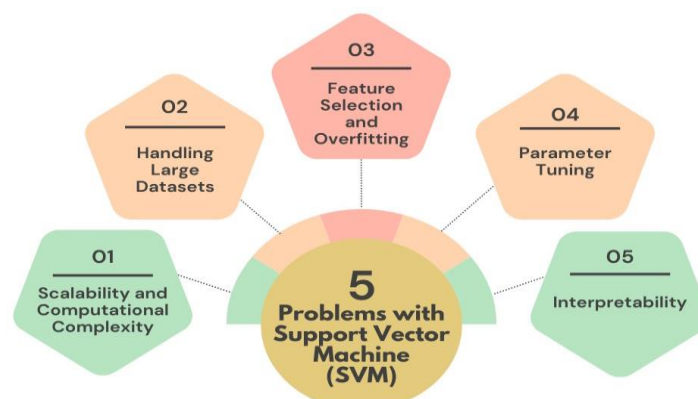 03
Feature
Selection
and
Overfitting
02
Handling
Large
Datasets
04
Parameter
Tuning
01
Scalability and
Computational
Complexity
05
Interpretability
5
Problems with
Support Vector
Machine
(SVM)